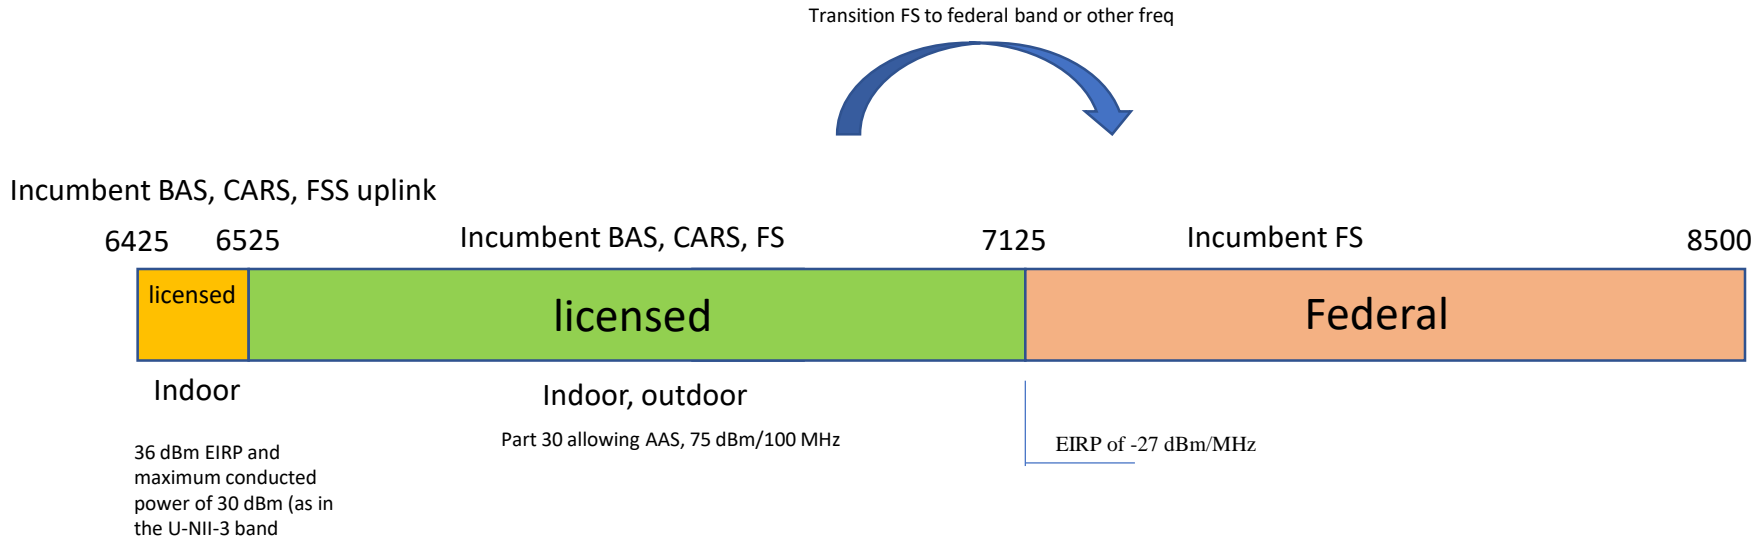 Transition FS to federal band or other freq
Incumbent BAS, CARS, FSS uplink
6425 6525 Incumbent BAS, CARS, FS 7125 Incumbent FS 8500
licensed licensed Federal
Indoor Indoor, outdoor
Part 30 allowing AAS, 75 dBm/100 MHz EIRP of -27 dBm/MHz
36 dBm EIRP and
maximum conducted
power of 30 dBm (as in
the U-NII-3 band